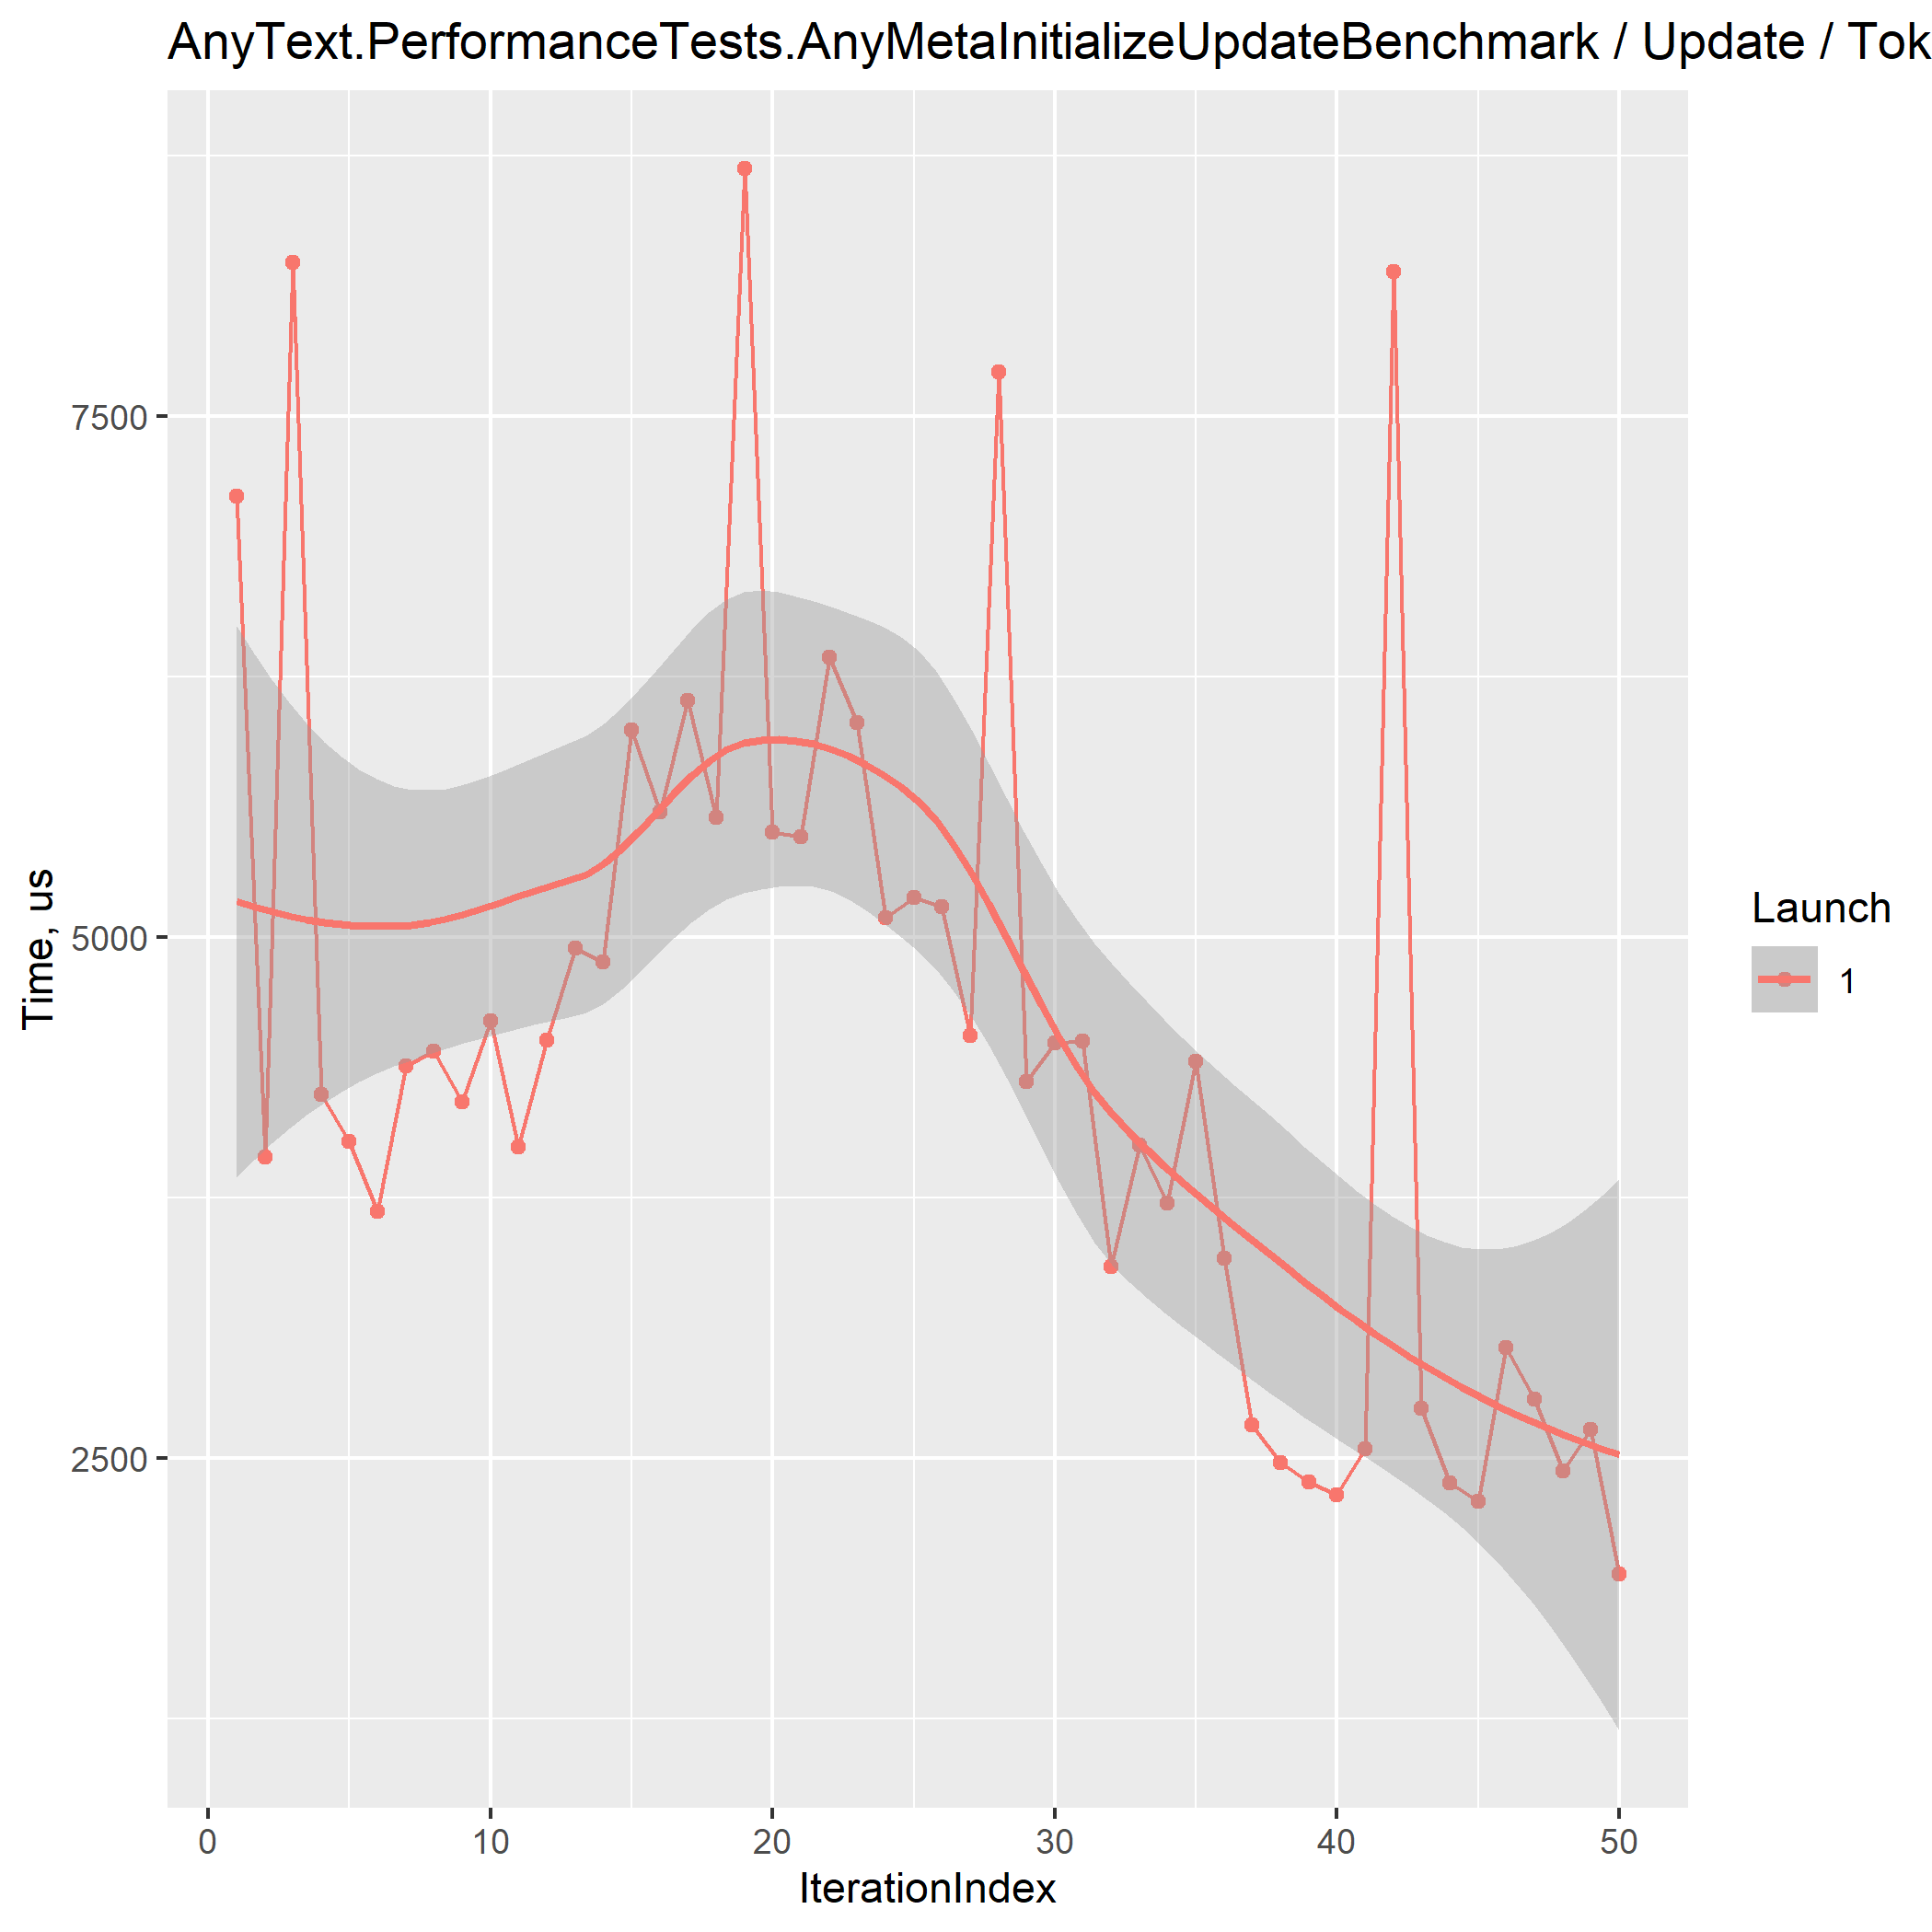 AnyText.PerformanceTests.AnyMetaInitializeUpdateBenchmark / Update / Tok
Time, us
7500
5000
2500
0 10 20 30 40 50
IterationIndex
Launch
1